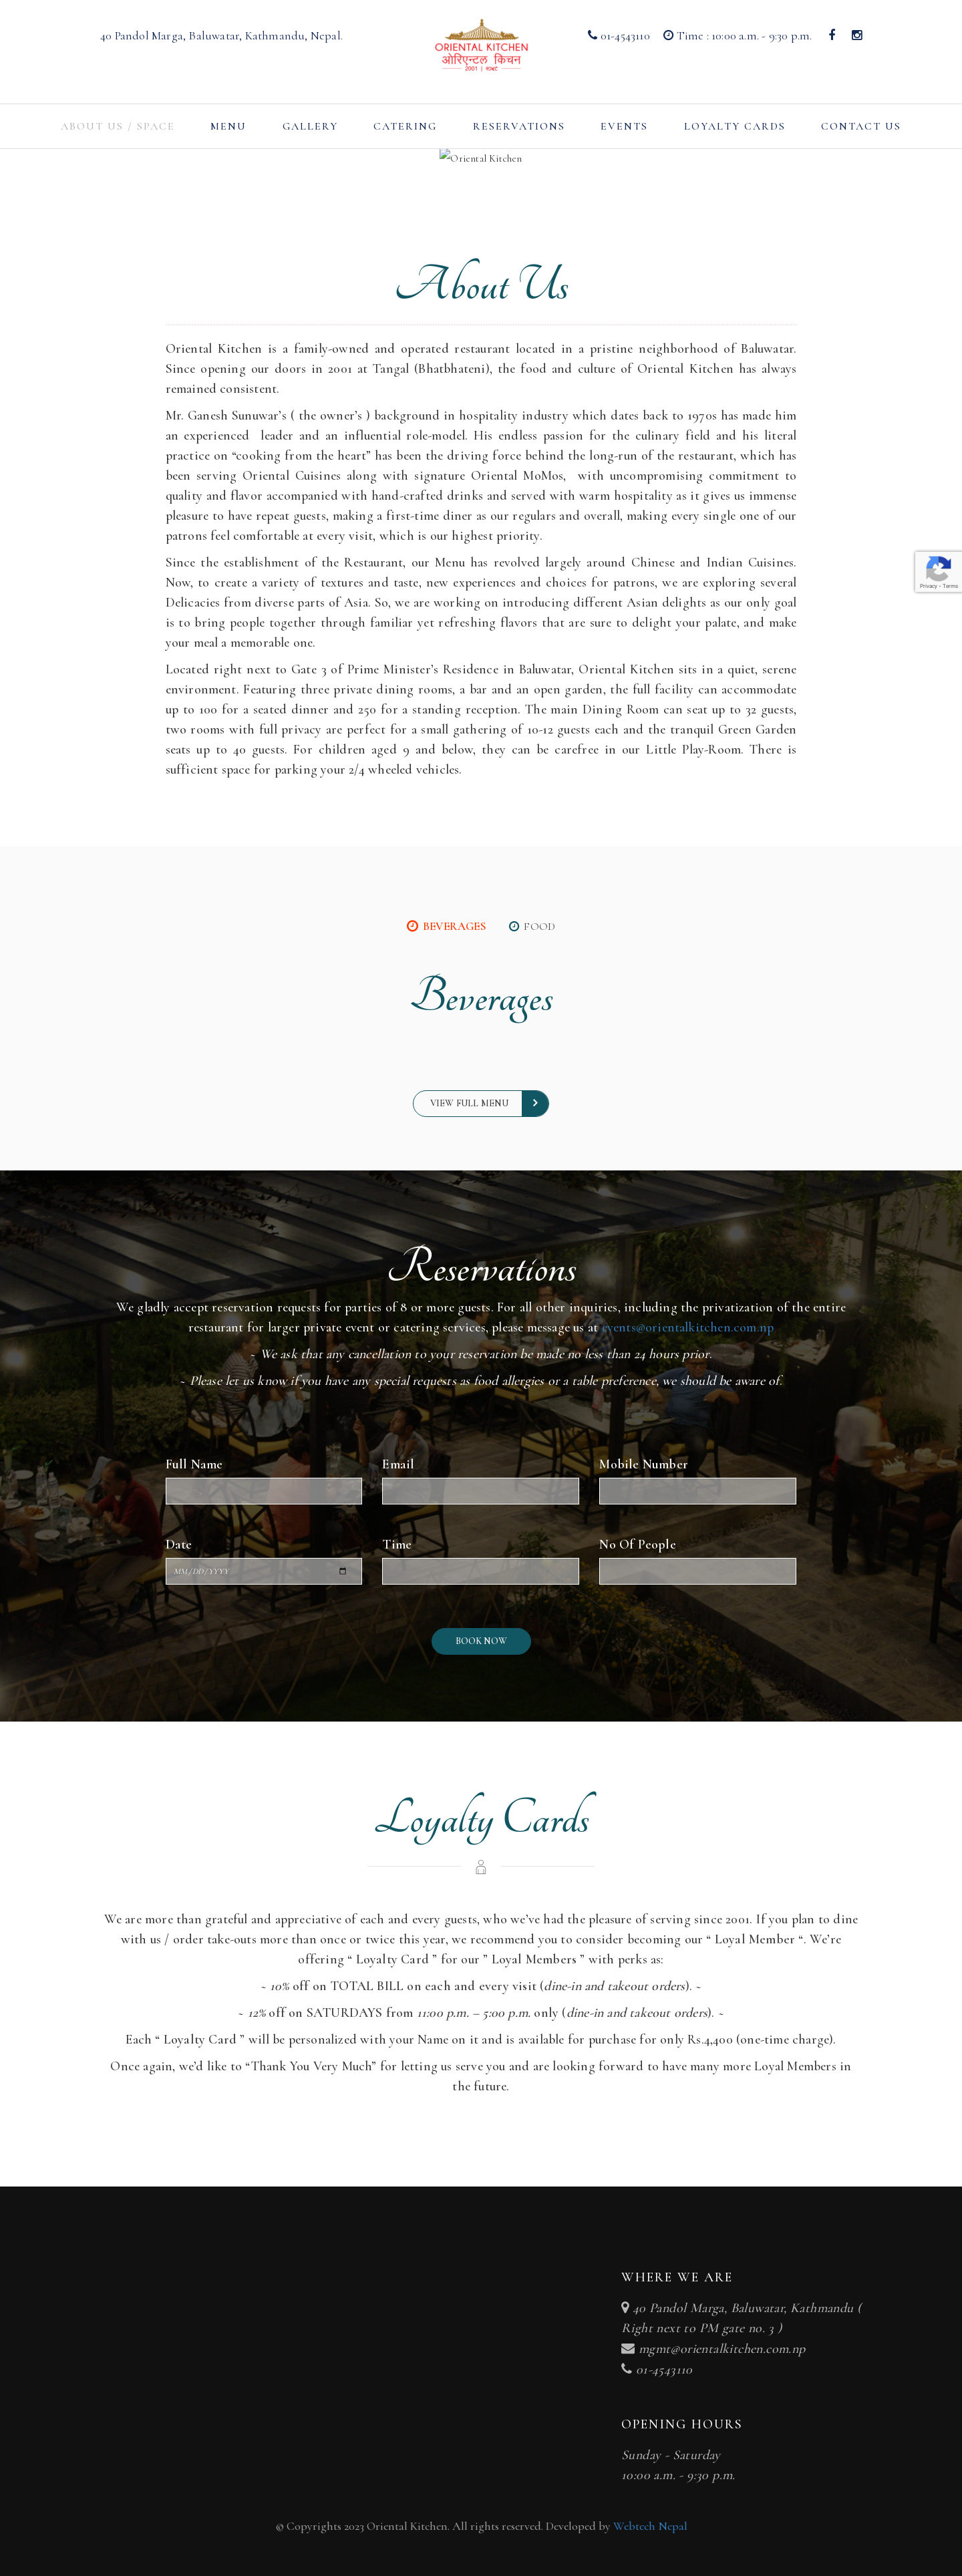 40 Pandol Marga, Baluwatar, Kathmandu, Nepal.
ORIENTAL KITCHEN
ओरिएन्टल किचन
01-4543110
Time : 10:00 a.m. - 9:30 p.m.
ABOUT US / SPACE
MENU
GALLERY
CATERING
RESERVATIONS
EVENTS
LOYALTY CARDS
CONTACT US
Oriental Kitchen
About Us
Oriental Kitchen is a family-owned and operated restaurant located in a pristine neighborhood of Baluwatar.
Since opening our doors in 2001 at Tangal (Bhatbhateni), the food and culture of Oriental Kitchen has always
remained consistent.
Mr. Ganesh Sunuwar’s ( the owner’s ) background in hospitality industry which dates back to 1970s has made him
an experienced leader and an influential role-model. His endless passion for the culinary field and his literal
practice on “cooking from the heart” has been the driving force behind the long-run of the restaurant, which has
been serving Oriental Cuisines along with signature Oriental MoMos, with uncompromising commitment to
quality and flavor accompanied with hand-crafted drinks and served with warm hospitality as it gives us immense
pleasure to have repeat guests, making a first-time diner as our regulars and overall, making every single one of our
patrons feel comfortable at every visit, which is our highest priority.
Since the establishment of the Restaurant, our Menu has revolved largely around Chinese and Indian Cuisines.
Now, to create a variety of textures and taste, new experiences and choices for patrons, we are exploring several
Delicacies from diverse parts of Asia. So, we are working on introducing different Asian delights as our only goal
is to bring people together through familiar yet refreshing flavors that are sure to delight your palate, and make
your meal a memorable one.
Located right next to Gate 3 of Prime Minister’s Residence in Baluwatar, Oriental Kitchen sits in a quiet, serene
environment. Featuring three private dining rooms, a bar and an open garden, the full facility can accommodate
up to 100 for a seated dinner and 250 for a standing reception. The main Dining Room can seat up to 32 guests,
two rooms with full privacy are perfect for a small gathering of 10-12 guests each and the tranquil Green Garden
seats up to 40 guests. For children aged 9 and below, they can be carefree in our Little Play-Room. There is
sufficient space for parking your 2/4 wheeled vehicles.
Privacy - Terms
BEVERAGES
FOOD
Beverages
VIEW FULL MENU
Reservations
We gladly accept reservation requests for parties of 8 or more guests. For all other inquiries, including the privatization of the entire
restaurant for larger private event or catering services, please message us at events@orientalkitchen.com.np
~ We ask that any cancellation to your reservation be made no less than 24 hours prior.
~ Please let us know if you have any special requests as food allergies or a table preference, we should be aware of.
Full Name
Email
Mobile Number
Date
Time
No Of People
MM/DD/YYYY
BOOK NOW
Loyalty Cards
We are more than grateful and appreciative of each and every guests, who we’ve had the pleasure of serving since 2001. If you plan to dine
with us / order take-outs more than once or twice this year, we recommend you to consider becoming our “ Loyal Member “. We’re
offering “ Loyalty Card ” for our ” Loyal Members ” with perks as:
~ 10% off on TOTAL BILL on each and every visit (dine-in and takeout orders). ~
~ 12% off on SATURDAYS from 11:00 p.m. – 5:00 p.m. only (dine-in and takeout orders). ~
Each “ Loyalty Card ” will be personalized with your Name on it and is available for purchase for only Rs.4,400 (one-time charge).
Once again, we’d like to “Thank You Very Much” for letting us serve you and are looking forward to have many more Loyal Members in
the future.
WHERE WE ARE
40 Pandol Marga, Baluwatar, Kathmandu (
Right next to PM gate no. 3 )
mgmt@orientalkitchen.com.np
01-4543110
OPENING HOURS
Sunday - Saturday
10:00 a.m. - 9:30 p.m.
© Copyrights 2023 Oriental Kitchen. All rights reserved. Developed by Webtech Nepal